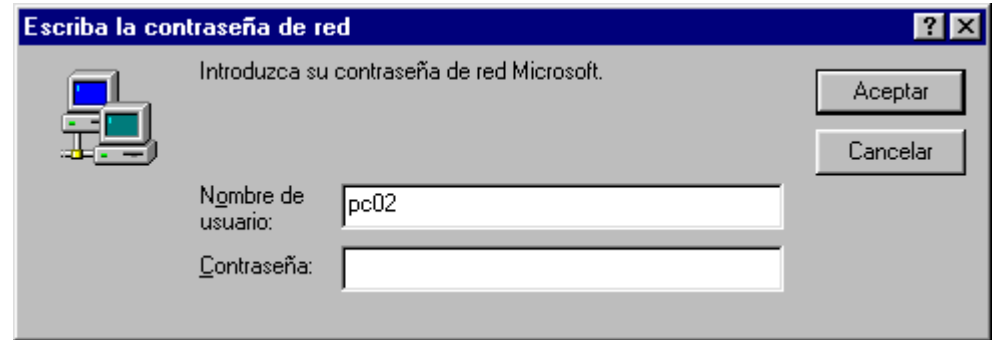 Escriba la contraseña de red
Introduzca su contraseña de red Microsoft.
Aceptar
Cancelar
Nombre de
usuario:
pc02
Contraseña: